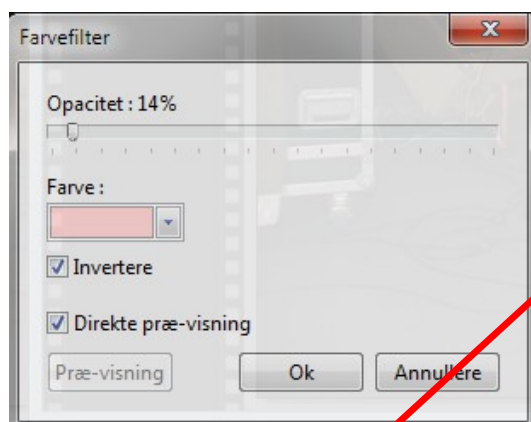 Farvefilter
Opacitet : 14%
Farve :
Invertere
Direkte præ-visning
Præ-visning Ok Annullere